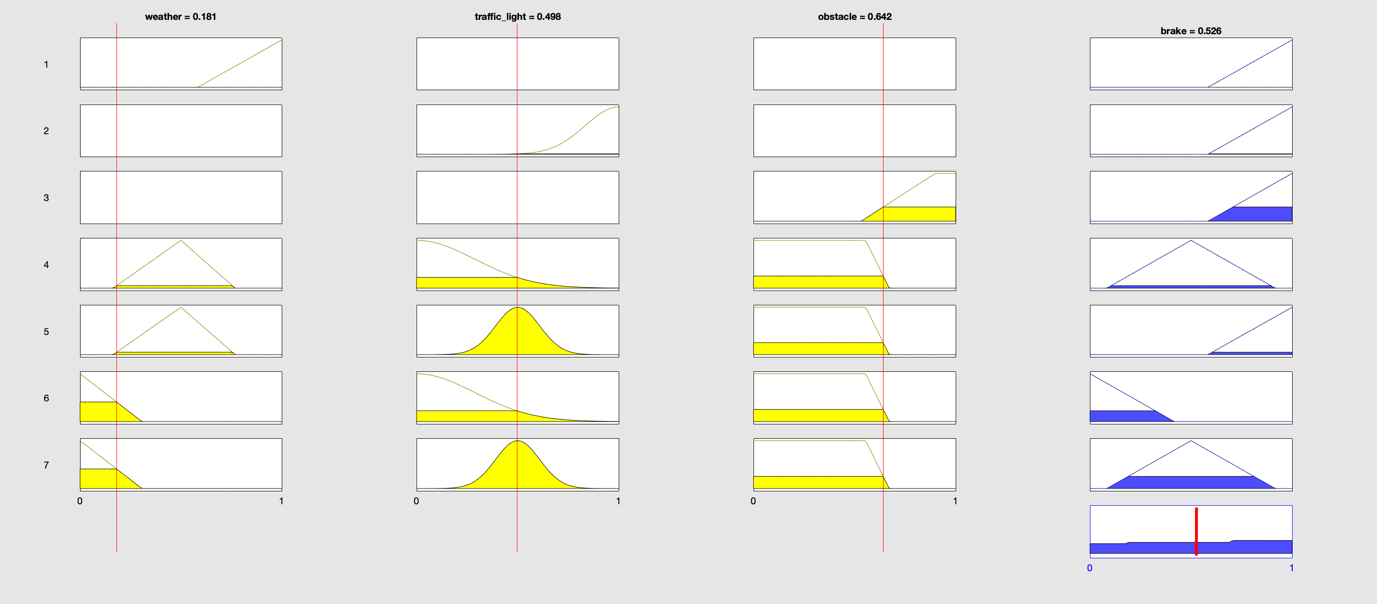 weather = 0.181
traffic_light = 0.498
obstacle = 0.642
brake = 0.526
1
2
3
4
5
6
7
0 1
0 1
0 1
0 1